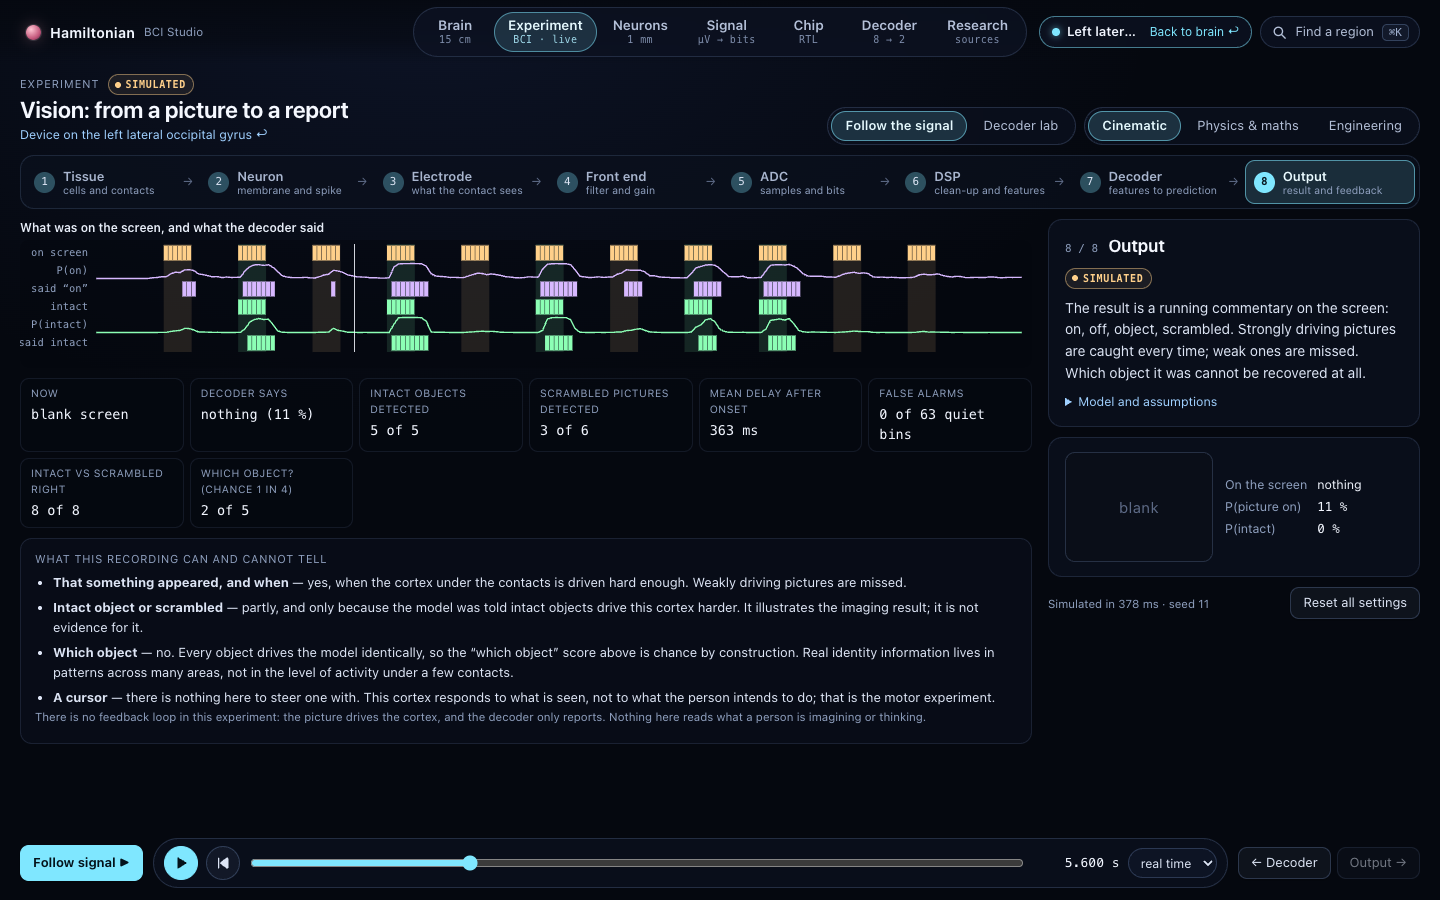 Hamiltonian BCI Studio
Brain
15 cm
Experiment
BCI · live
Neurons
1 mm
Signal
µV → bits
Chip
RTL
Decoder
8 → 2
Research
sources
Left later... Back to brain ↩
Find a region ⌘K
EXPERIMENT SIMULATED
Vision: from a picture to a report
Device on the left lateral occipital gyrus ↩
Follow the signal Decoder lab
Cinematic Physics & maths Engineering
1 Tissue
cells and contacts
→
2 Neuron
membrane and spike
→
3 Electrode
what the contact sees
→
4 Front end
filter and gain
→
5 ADC
samples and bits
→
6 DSP
clean-up and features
→
7 Decoder
features to prediction
→
8 Output
result and feedback
What was on the screen, and what the decoder said
on screen
P(on)
said “on”
intact
P(intact)
said intact
NOW
blank screen
DECODER SAYS
nothing (11 %)
INTACT OBJECTS
DETECTED
5 of 5
SCRAMBLED PICTURES
DETECTED
3 of 6
MEAN DELAY AFTER
ONSET
363 ms
FALSE ALARMS
0 of 63 quiet
bins
INTACT VS SCRAMBLED
RIGHT
8 of 8
WHICH OBJECT?
(CHANCE 1 IN 4)
2 of 5
WHAT THIS RECORDING CAN AND CANNOT TELL
• That something appeared, and when — yes, when the cortex under the contacts is driven hard enough. Weakly driving pictures are missed.
• Intact object or scrambled — partly, and only because the model was told intact objects drive this cortex harder. It illustrates the imaging result; it is not
evidence for it.
• Which object — no. Every object drives the model identically, so the “which object” score above is chance by construction. Real identity information lives in
patterns across many areas, not in the level of activity under a few contacts.
• A cursor — there is nothing here to steer one with. This cortex responds to what is seen, not to what the person intends to do; that is the motor experiment.
There is no feedback loop in this experiment: the picture drives the cortex, and the decoder only reports. Nothing here reads what a person is imagining or thinking.
8 / 8 Output
SIMULATED
The result is a running commentary on the screen:
on, off, object, scrambled. Strongly driving pictures
are caught every time; weak ones are missed.
Which object it was cannot be recovered at all.
▶ Model and assumptions
blank
On the screen nothing
P(picture on) 11 %
P(intact) 0 %
Simulated in 378 ms · seed 11
Reset all settings
Follow signal ▶
5.600 s
real time
← Decoder
Output →